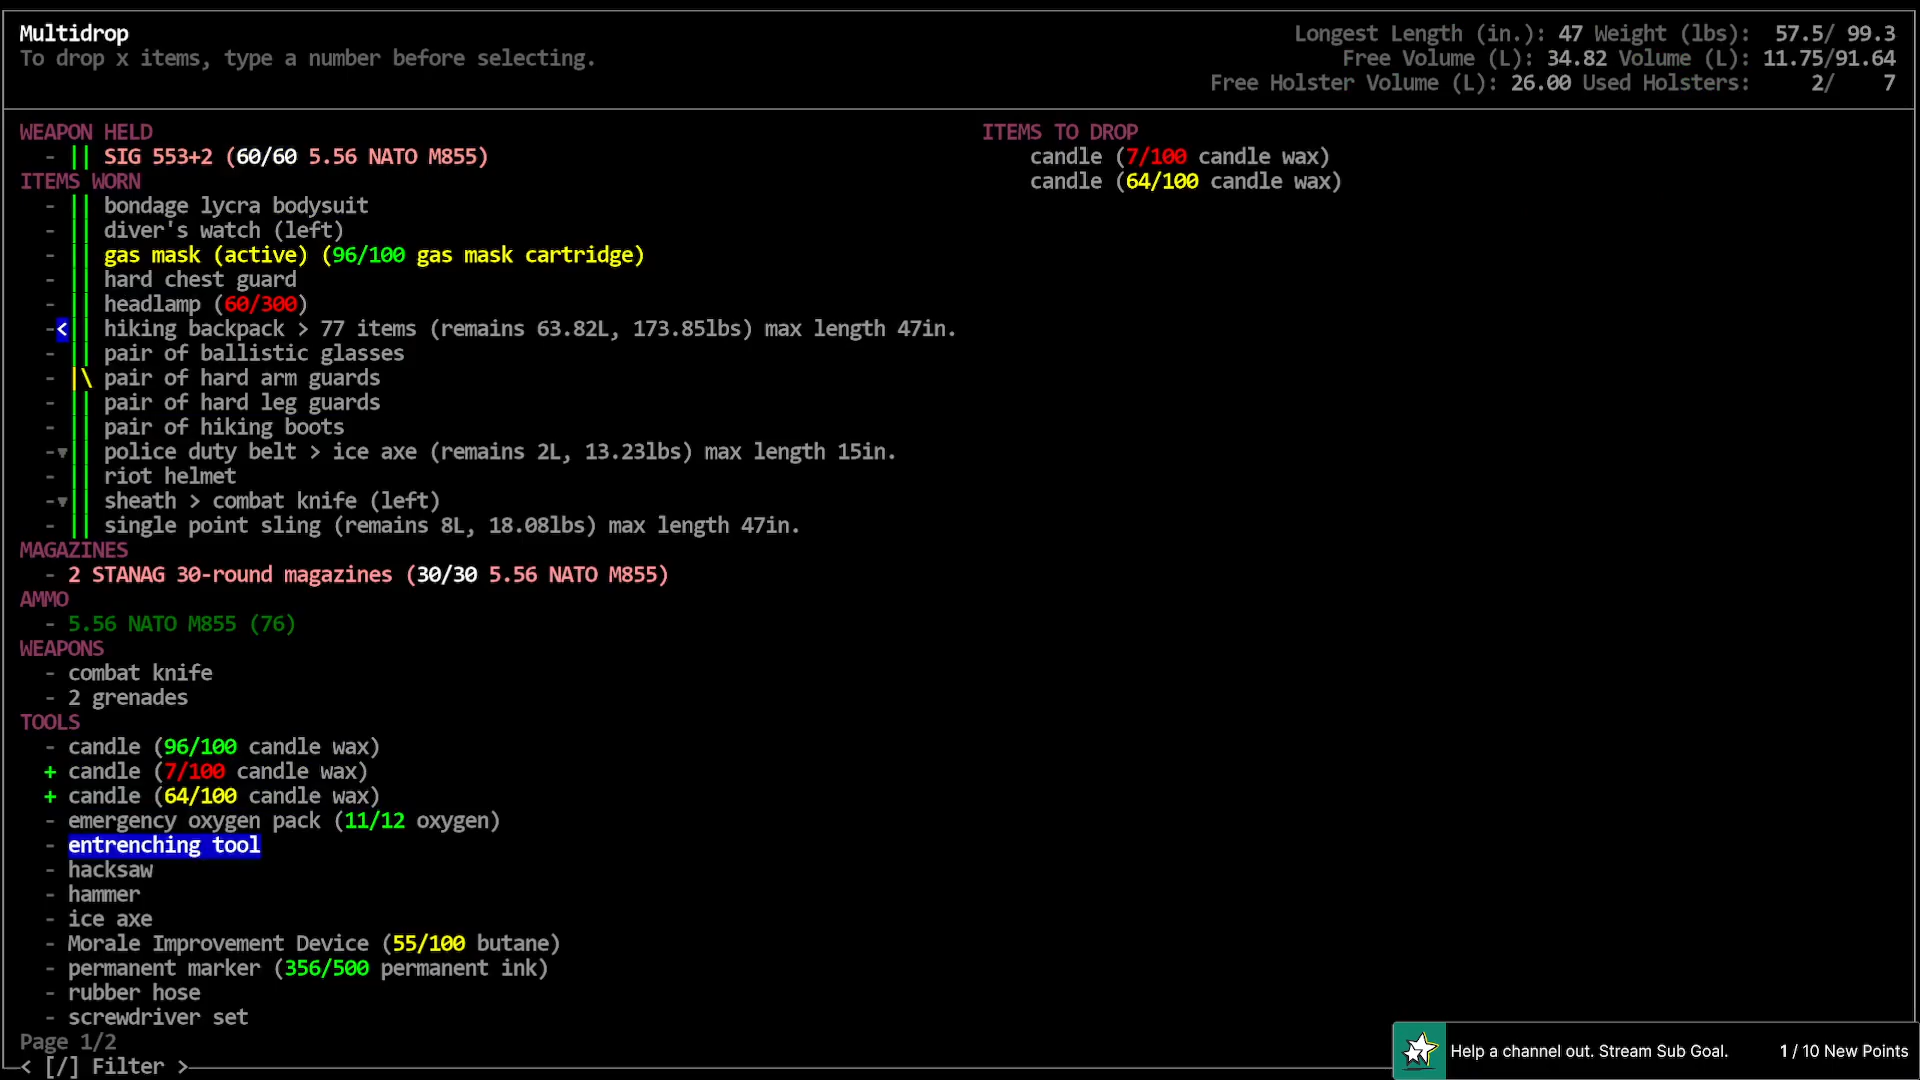 Multidrop
To drop x items, type a number before selecting.
Longest Length (in.): 47 Weight (lbs): 57.5/ 99.3
Free Volume (L): 34.82 Volume (L): 11.75/91.64
Free Holster Volume (L): 26.00 Used Holsters: 2/ 7
WEAPON HELD
- || SIG 553+2 (60/60 5.56 NATO M855)
ITEMS WORN
- || bondage lycra bodysuit
- || diver's watch (left)
- || gas mask (active) (96/100 gas mask cartridge)
- || hard chest guard
- || headlamp (60/300)
-< || hiking backpack > 77 items (remains 63.82L, 173.85lbs) max length 47in.
- || pair of ballistic glasses
- |\ pair of hard arm guards
- || pair of hard leg guards
- || pair of hiking boots
-▼ || police duty belt > ice axe (remains 2L, 13.23lbs) max length 15in.
- || riot helmet
-▼ || sheath > combat knife (left)
- || single point sling (remains 8L, 18.08lbs) max length 47in.
MAGAZINES
- 2 STANAG 30-round magazines (30/30 5.56 NATO M855)
AMMO
- 5.56 NATO M855 (76)
WEAPONS
- combat knife
- 2 grenades
TOOLS
- candle (96/100 candle wax)
+ candle (7/100 candle wax)
+ candle (64/100 candle wax)
- emergency oxygen pack (11/12 oxygen)
- entrenching tool
- hacksaw
- hammer
- ice axe
- Morale Improvement Device (55/100 butane)
- permanent marker (356/500 permanent ink)
- rubber hose
- screwdriver set
Page 1/2
< [/] Filter >
ITEMS TO DROP
candle (7/100 candle wax)
candle (64/100 candle wax)
Help a channel out. Stream Sub Goal. 1 / 10 New Points